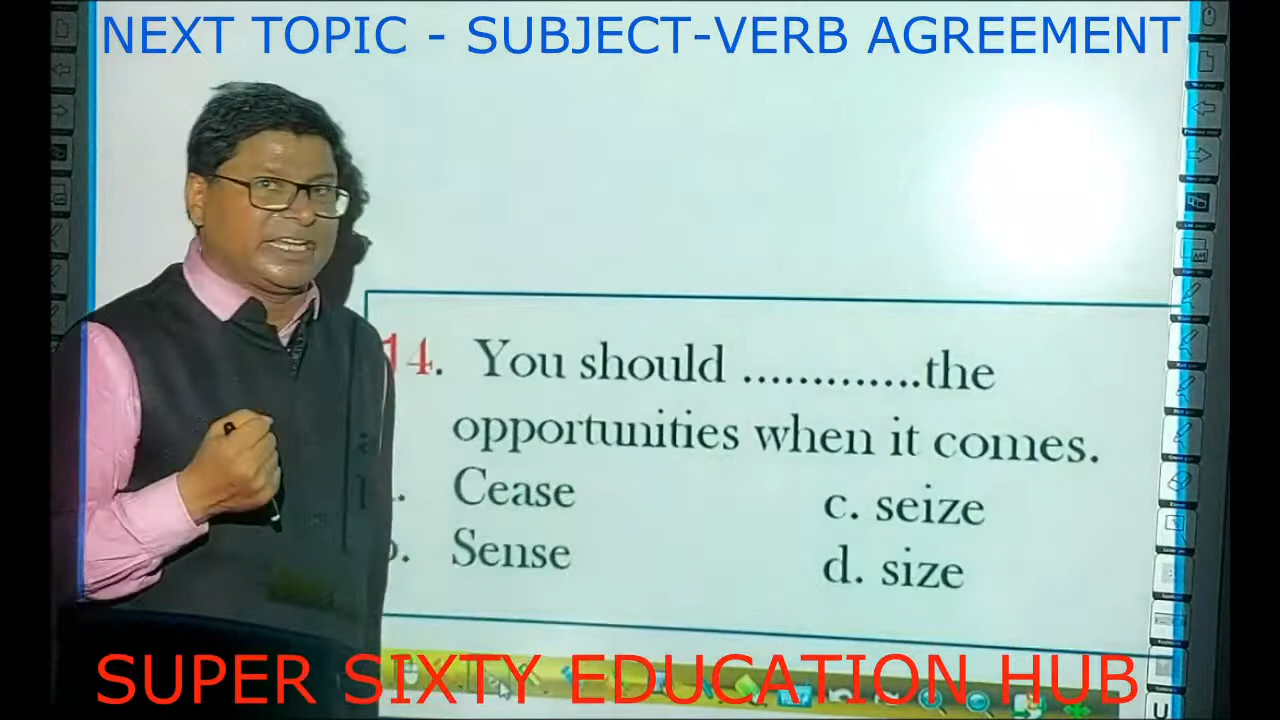 NEXT TOPIC - SUBJECT-VERB AGREEMENT
14. You should .............the
opportunities when it comes.
Cease c. seize
b. Sense d. size
SUPER SIXTY EDUCATION HUB